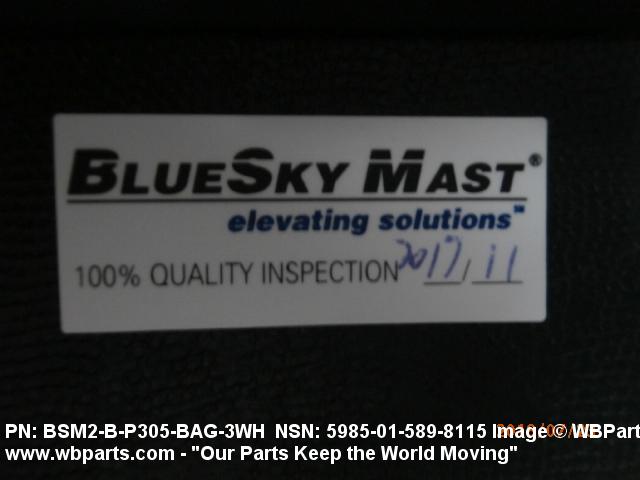 BLUESKY MAST®
elevating solutions™
100% QUALITY INSPECTION 2017/11
PN: BSM2-B-P305-BAG-3WH NSN: 5985-01-589-8115 Image © WBPart
www.wbparts.com - "Our Parts Keep the World Moving"